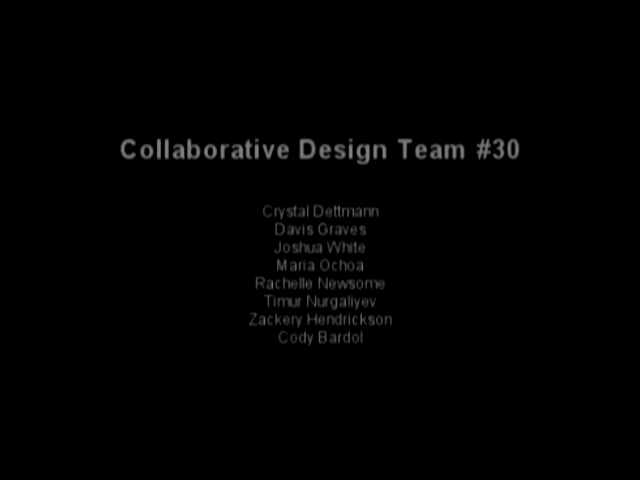 Collaborative Design Team #30
Crystal Dettmann
Davis Graves
Joshua White
Maria Ochoa
Rachelle Newsome
Timur Nurgaliyev
Zackery Hendrickson
Cody Bardol